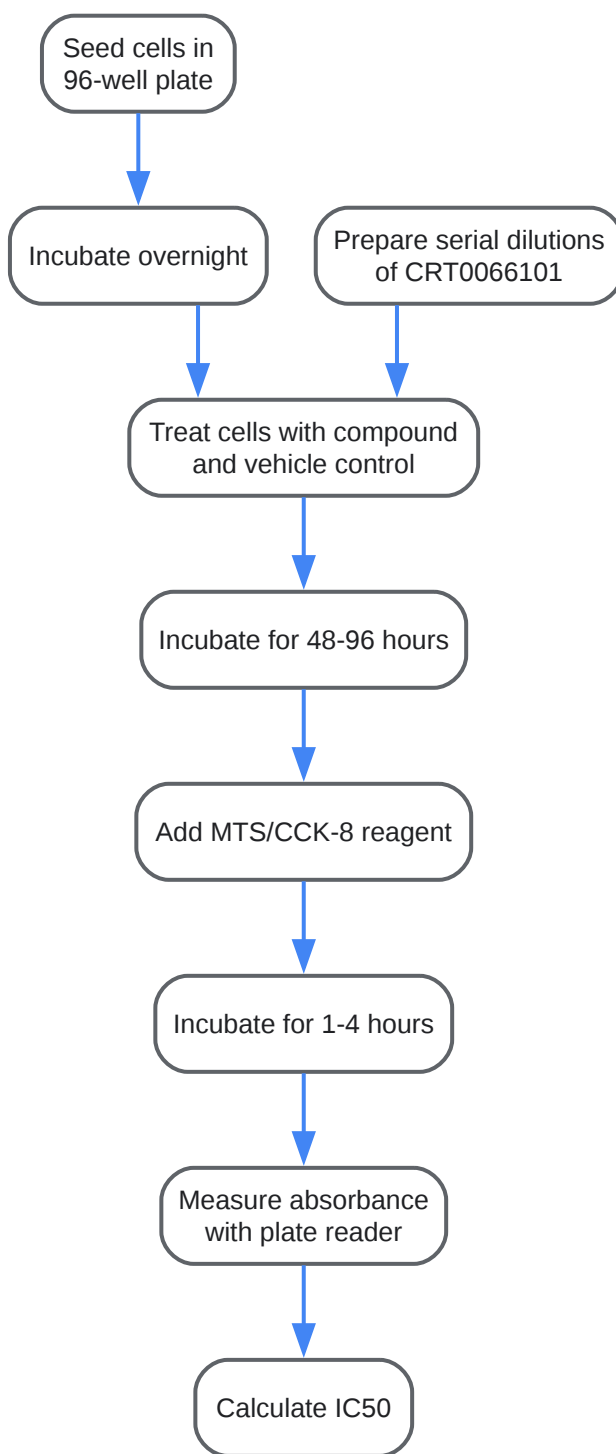 Seed cells in
96-well plate
Incubate overnight
Prepare serial dilutions
of CRT0066101
Treat cells with compound
and vehicle control
Incubate for 48-96 hours
Add MTS/CCK-8 reagent
Incubate for 1-4 hours
Measure absorbance
with plate reader
Calculate IC50